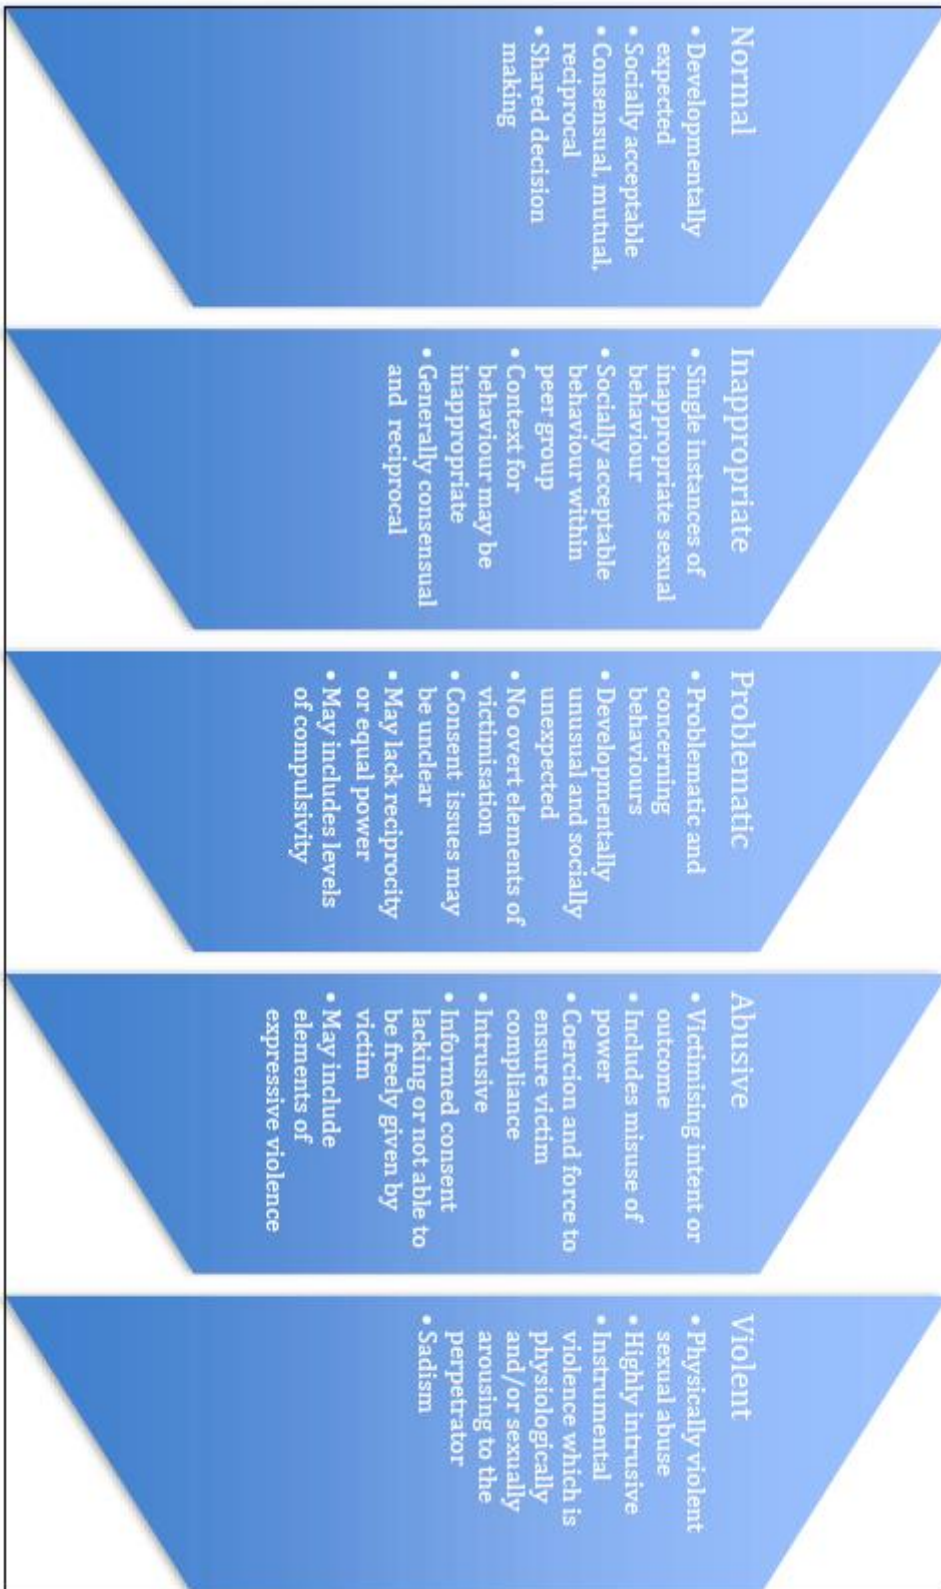 Normal
• Developmentally
expected
• Socially acceptable
• Consensual, mutual,
reciprocal
• Shared decision
making
Inappropriate
• Single instances of
inappropriate sexual
behaviour
• Socially acceptable
behaviour within
peer group
• Context for
behaviour may be
inappropriate
• Generally consensual
and reciprocal
Problematic
• Problematic and
concerning
behaviours
• Developmentally
unusual and socially
unexpected
• No overt elements of
victimisation
• Consent issues may
be unclear
• May lack reciprocity
or equal power
• May includes levels
of compulsivity
Abusive
• Victimising intent or
outcome
• Includes misuse of
power
• Coercion and force to
ensure victim
compliance
• Intrusive
• Informed consent
lacking or not able to
be freely given by
victim
• May include
elements of
expressive violence
Violent
• Physically violent
sexual abuse
• Highly intrusive
• Instrumental
violence which is
physiologically
and/or sexually
arousing to the
perpetrator
• Sadism